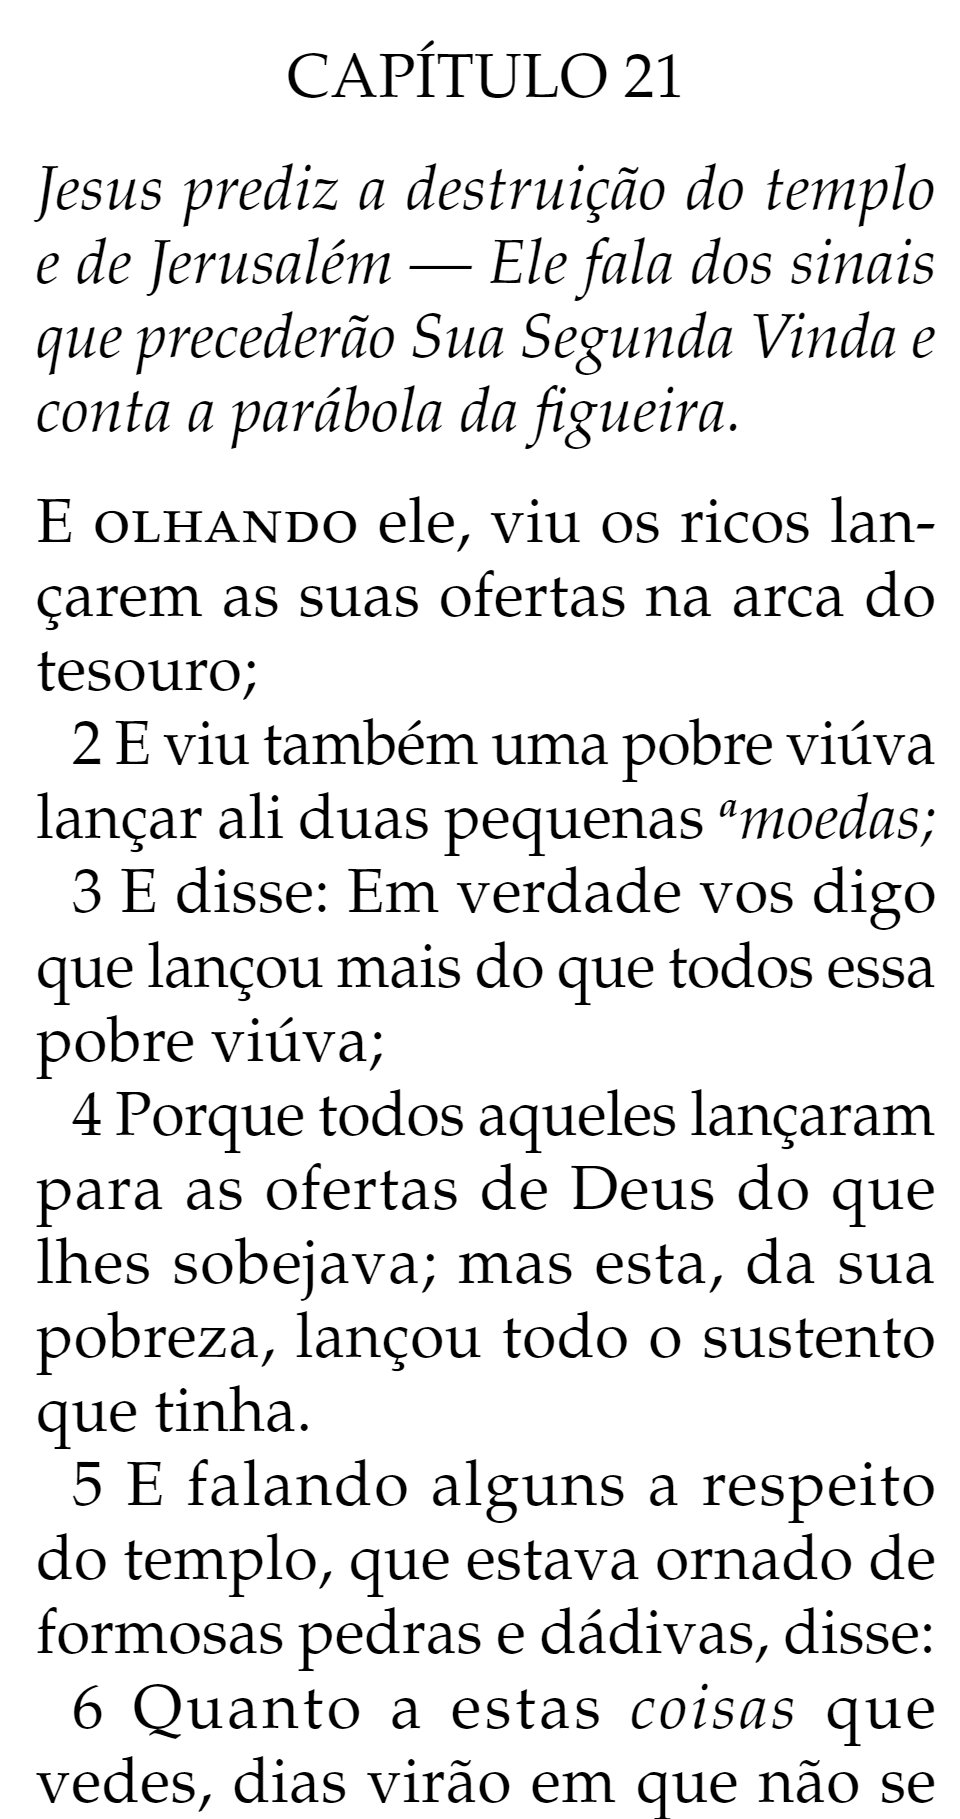 CAPÍTULO 21
Jesus prediz a destruição do templo
e de Jerusalém — Ele fala dos sinais
que precederão Sua Segunda Vinda e
conta a parábola da figueira.
E OLHANDO ele, viu os ricos lan-
çarem as suas ofertas na arca do
tesouro;
2 E viu também uma pobre viúva
lançar ali duas pequenas ᵃmoedas;
3 E disse: Em verdade vos digo
que lançou mais do que todos essa
pobre viúva;
4 Porque todos aqueles lançaram
para as ofertas de Deus do que
lhes sobejava; mas esta, da sua
pobreza, lançou todo o sustento
que tinha.
5 E falando alguns a respeito
do templo, que estava ornado de
formosas pedras e dádivas, disse:
6 Quanto a estas coisas que
vedes, dias virão em que não se